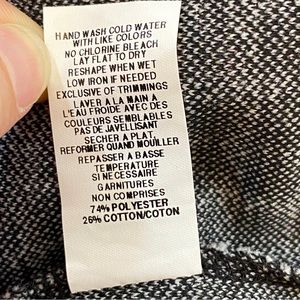 HAND WASH COLD WATER
WITH LIKE COLORS
NO CHLORINE BLEACH
LAY FLAT TO DRY
RESHAPE WHEN WET
LOW IRON IF NEEDED
EXCLUSIVE OF TRIMMINGS
LAVER A LA MAIN A
L'EAU FROIDE AVEC DES
COULEURS SEMBLABLES
PAS DE JAVELLISANT
SECHER A PLAT,
REFORMER QUAND MOUILLER
REPASSER A BASSE
TEMPERATURE
SI NECESSAIRE
GARNITURES
NON COMPRISES
74% POLYESTER
26% COTTON/COTON